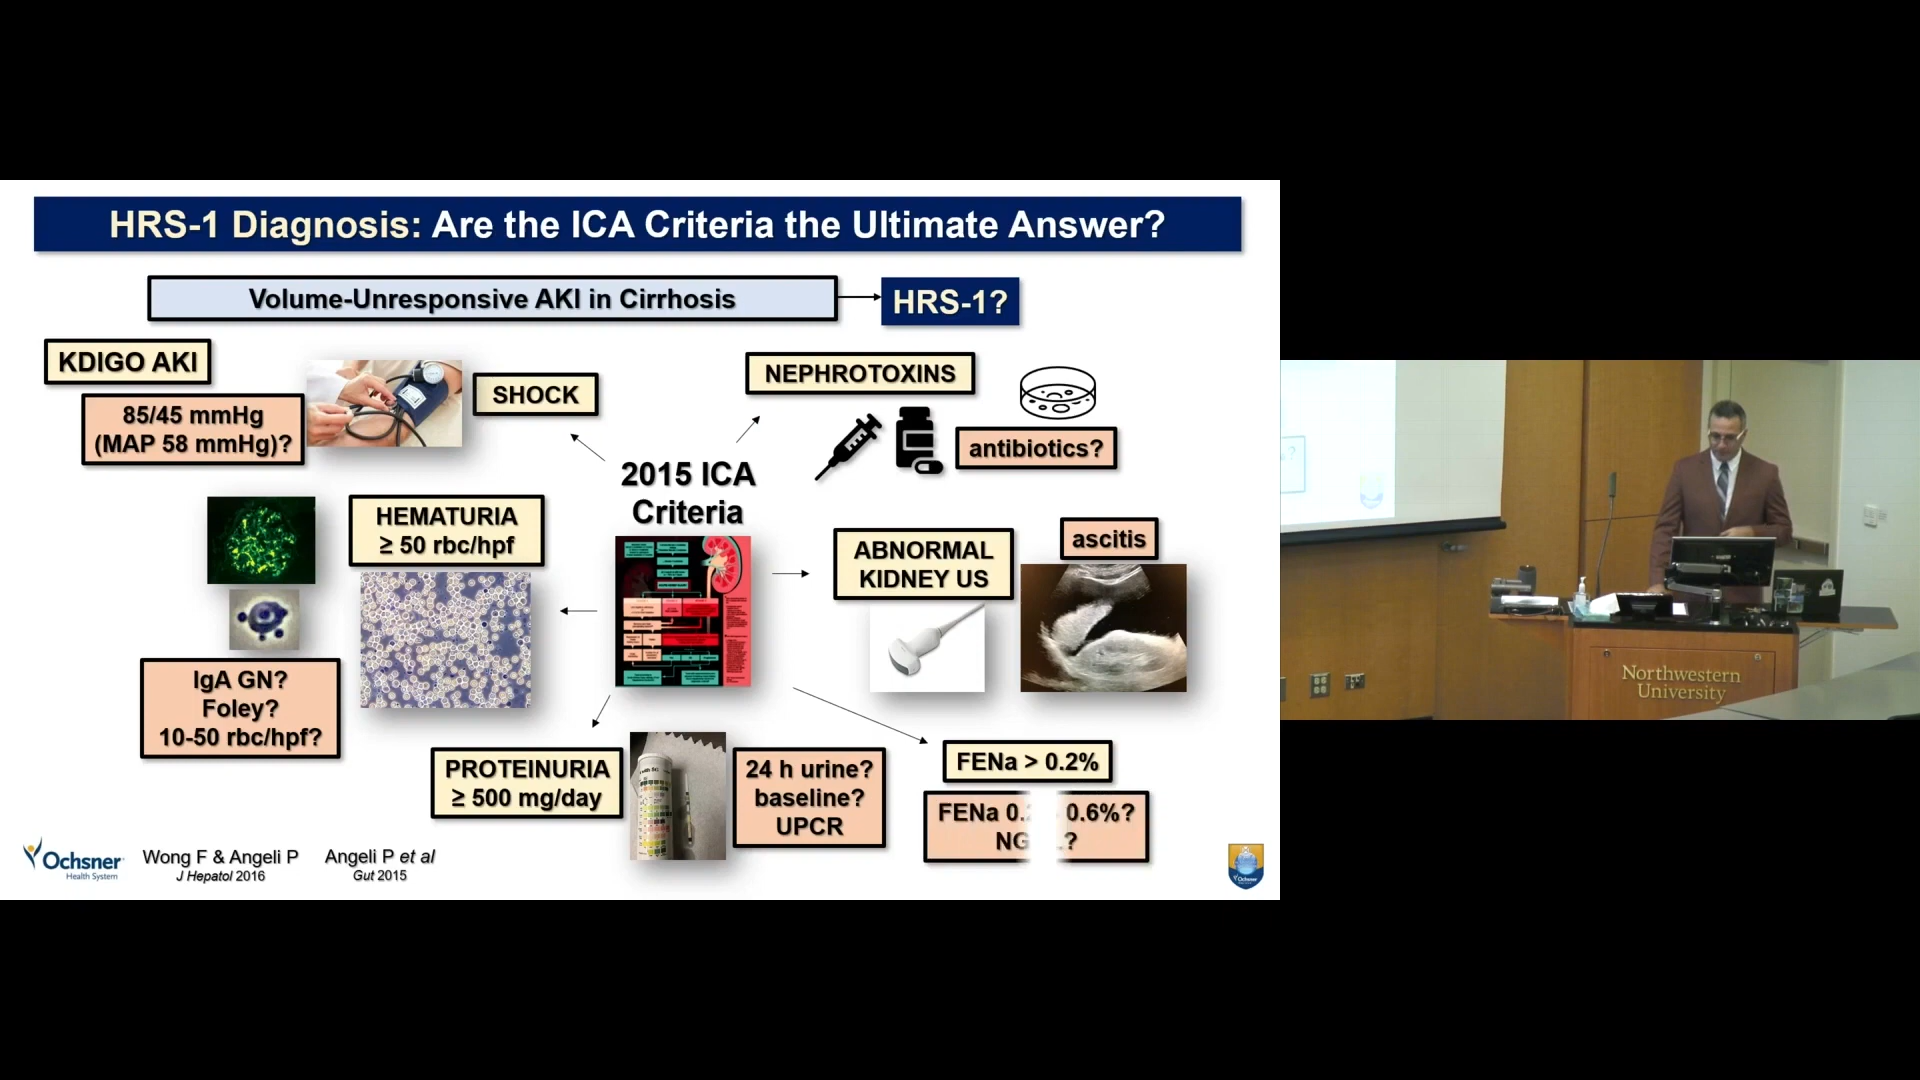 HRS-1 Diagnosis: Are the ICA Criteria the Ultimate Answer?
Volume-Unresponsive AKI in Cirrhosis
HRS-1?
KDIGO AKI
85/45 mmHg
(MAP 58 mmHg)?
SHOCK
NEPHROTOXINS
antibiotics?
2015 ICA
Criteria
HEMATURIA
≥ 50 rbc/hpf
ABNORMAL
KIDNEY US
ascitis
IgA GN?
Foley?
10-50 rbc/hpf?
PROTEINURIA
≥ 500 mg/day
24 h urine?
baseline?
UPCR
FENa > 0.2%
FENa 0. 0.6%?
NG ?
Ochsner
Health System
Wong F & Angeli P
J Hepatol 2016
Angeli P et al
Gut 2015
Ochsner
Northwestern
University